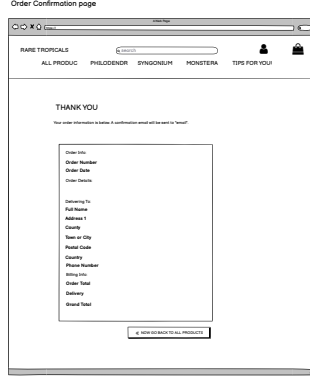 Order Confirmation page
A Web Page
http://
RARE TROPICALS
search
ALL PRODUC PHILODENDR SYNGONIUM MONSTERA TIPS FOR YOU!
THANK YOU
Your order information is below. A confirmation email will be sent to "email".
Order Info
Order Number
Order Date
Order Details
Delivering To:
Full Name
Address 1
County
Town or City
Postal Code
Country
Phone Number
Billing Info:
Order Total
Delivery
Grand Total
NOW GO BACK TO ALL PRODUCTS